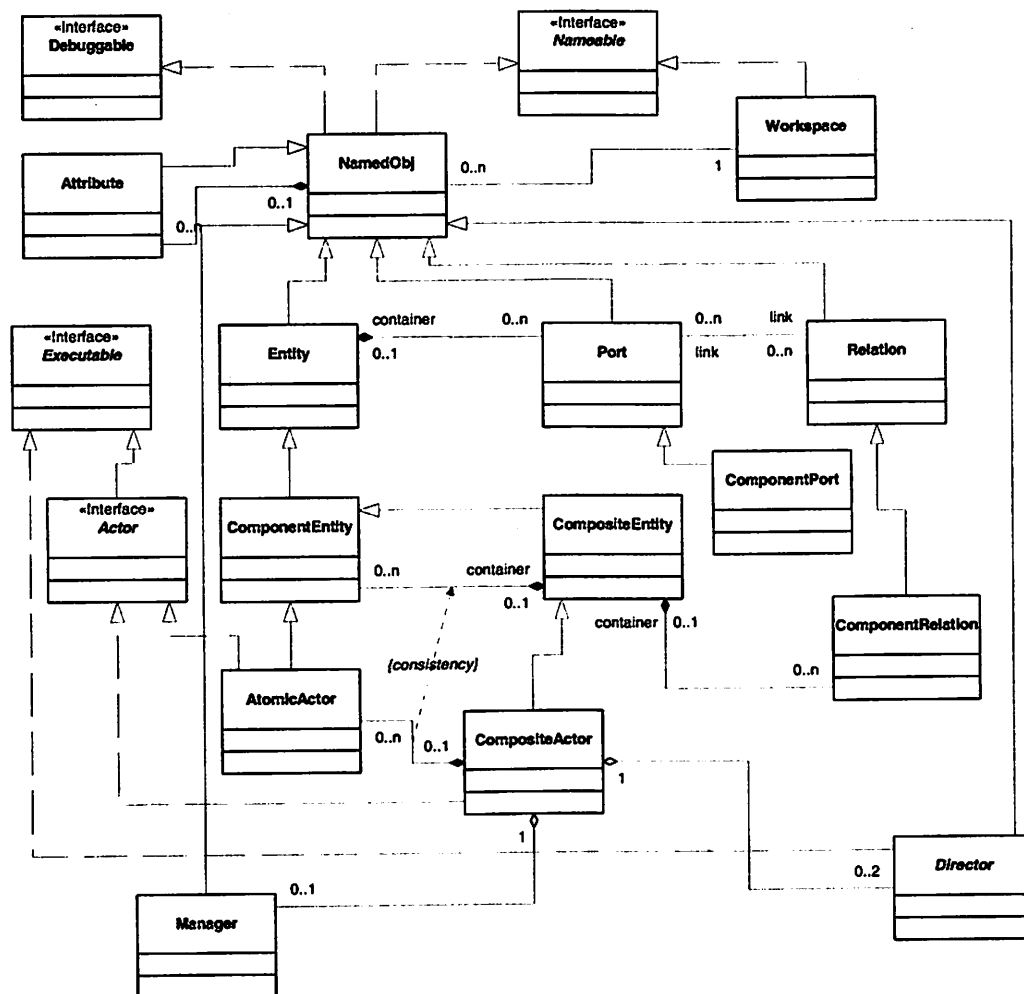 «Interface»
Debuggable
«Interface»
Nameable
Workspace
NamedObj
0..n
1
Attribute
0..1
0..n
container
0..n
0..n
link
«Interface»
Executable
Entity
0..1
Port
link
0..n
Relation
ComponentPort
«Interface»
Actor
ComponentEntity
CompositeEntity
0..n
container
0..1
container
0..1
ComponentRelation
{consistency}
0..n
AtomicActor
0..n
0..1
CompositeActor
1
1
0..2
Director
0..1
Manager